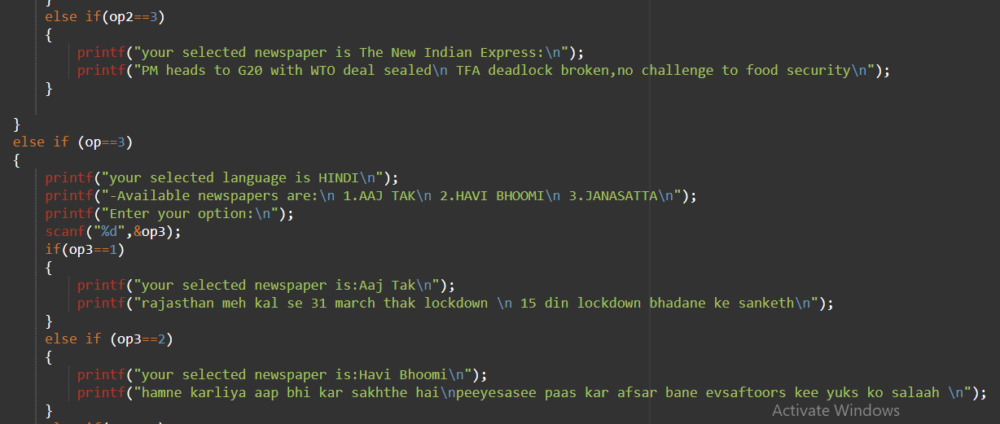 }
else if(op2==3)
{
printf("your selected newspaper is The New Indian Express:\n");
printf("PM heads to G20 with WTO deal sealed\n TFA deadlock broken,no challenge to food security\n");
}
}
else if (op==3)
{
printf("your selected language is HINDI\n");
printf("-Available newspapers are:\n 1.AAJ TAK\n 2.HAVI BHOOMI\n 3.JANASATTA\n");
printf("Enter your option:\n");
scanf("%d",&op3);
if(op3==1)
{
printf("your selected newspaper is:Aaj Tak\n");
printf("rajasthan meh kal se 31 march thak lockdown \n 15 din lockdown bhadane ke sanketh\n");
}
else if (op3==2)
{
printf("your selected newspaper is:Havi Bhoomi\n");
printf("hamne karliya aap bhi kar sakhthe hai\npeeyesasee paas kar afsar bane evsaftoors kee yuks ko salaah \n");
}
Activate Windows